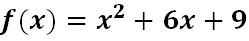 f(x) = x² + 6x + 9